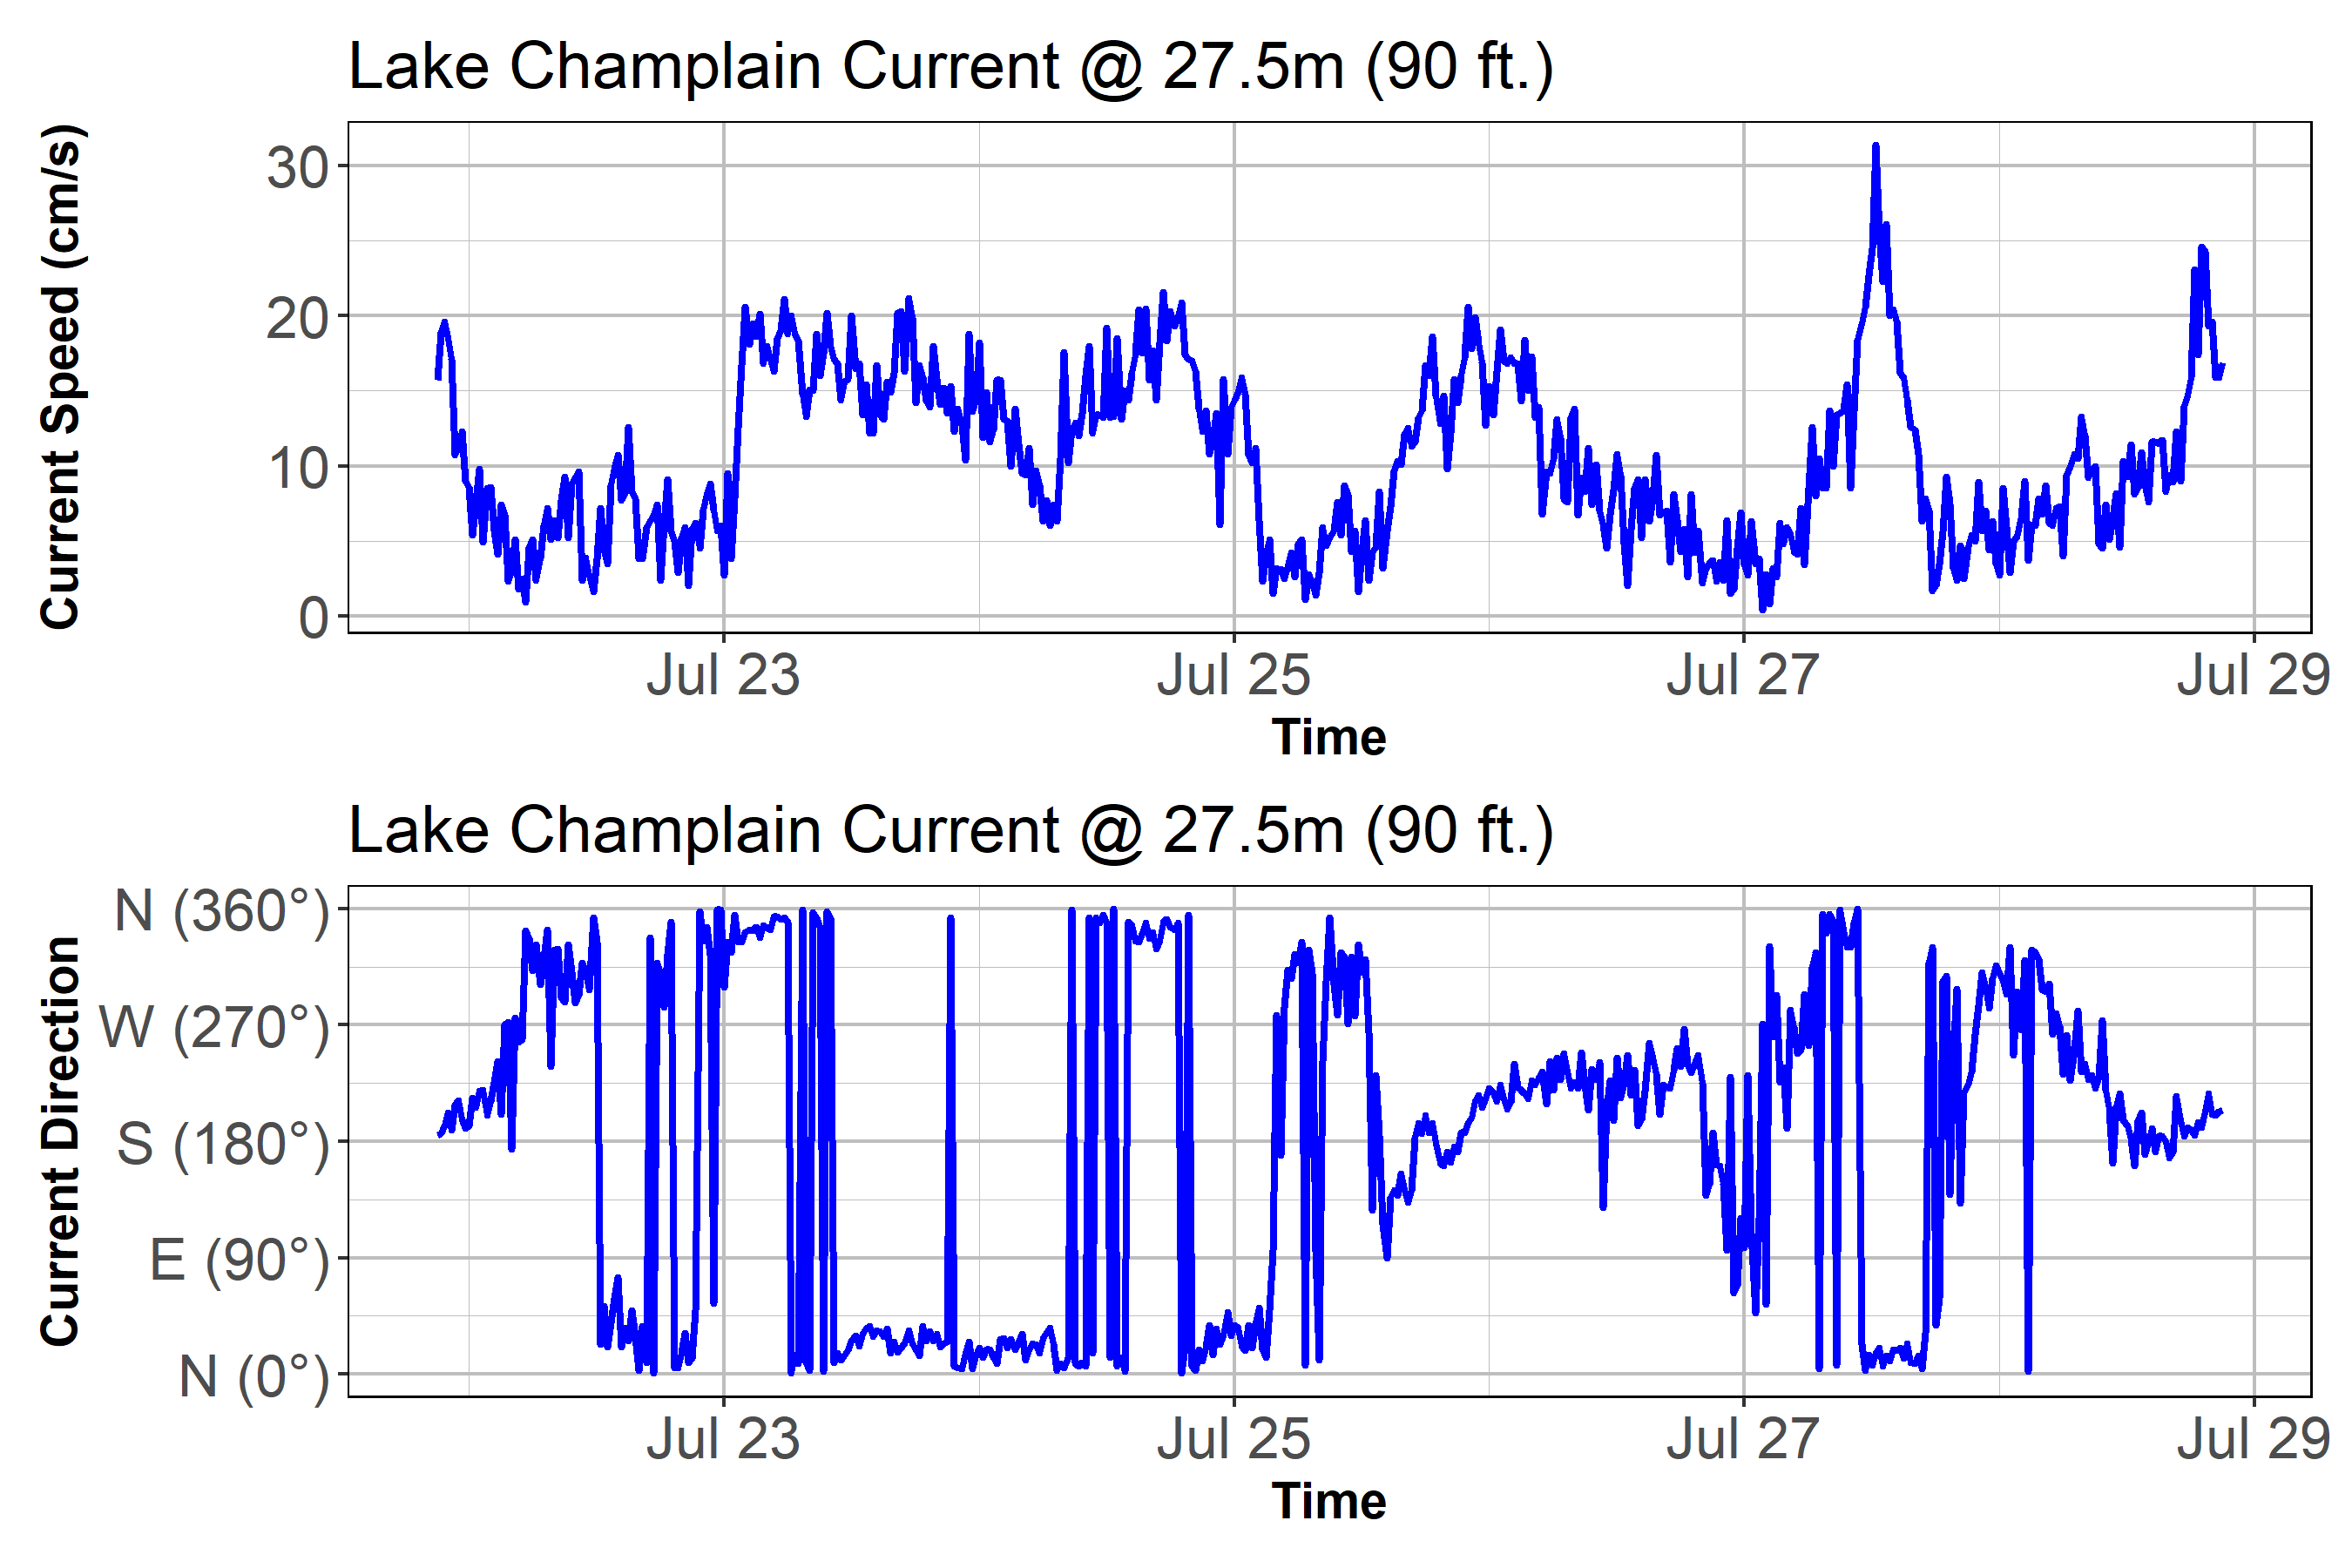 Lake Champlain Current @ 27.5m (90 ft.)
Current Speed (cm/s)
30
20
10
0
Jul 23 Jul 25 Jul 27 Jul 29
Time
Lake Champlain Current @ 27.5m (90 ft.)
Current Direction
N (360°)
W (270°)
S (180°)
E (90°)
N (0°)
Jul 23 Jul 25 Jul 27 Jul 29
Time